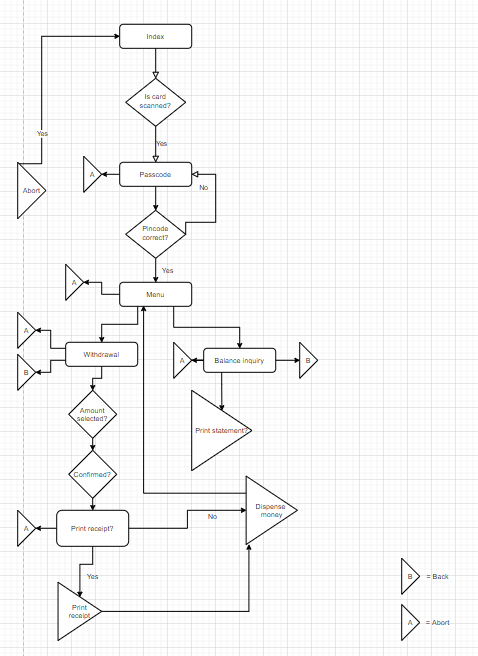 Index
Is card
scanned?
Yes
Yes
A
Passcode
Abort
No
Pincode
correct?
Yes
A
Menu
A
Withdrawal
B
A
Balance inquiry
B
Amount
selected?
Print statement?
Confirmed?
Dispense
money
A
Print receipt?
No
Yes
B
= Back
Print
receipt
A
= Abort